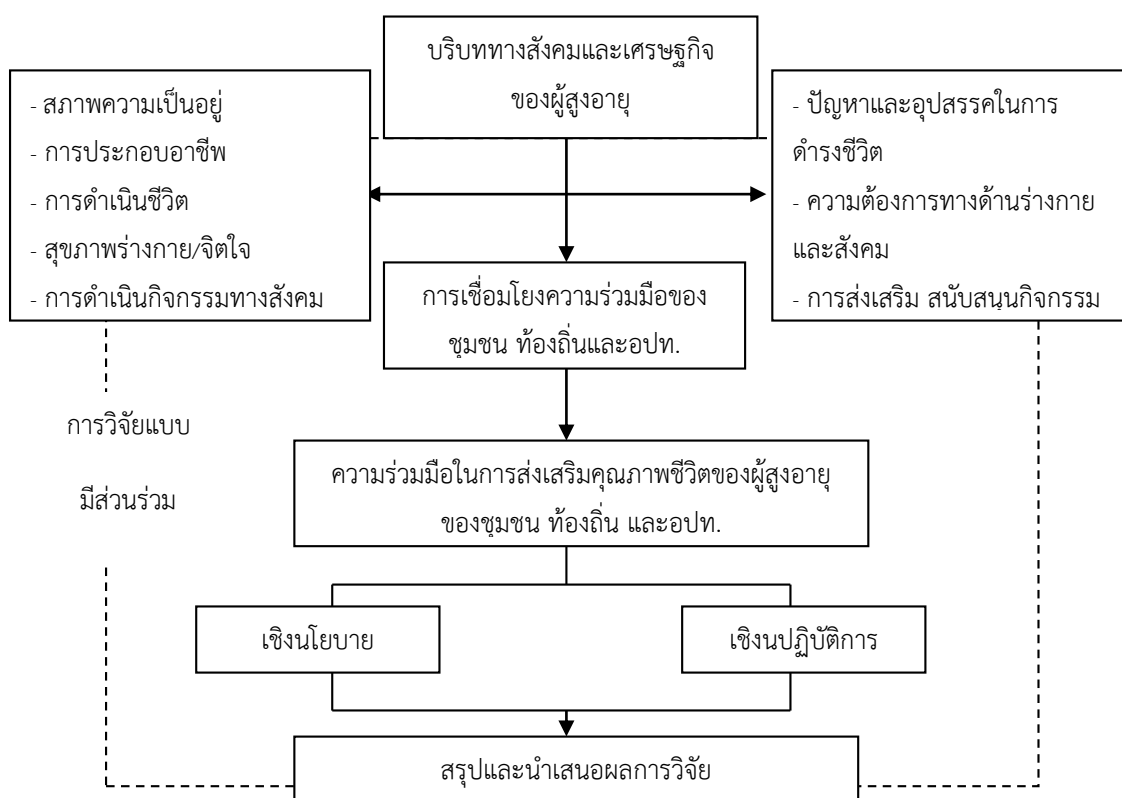 บริบททางสังคมและเศรษฐกิจ
ของผู้สูงอายุ
- สภาพความเป็นอยู่
- การประกอบอาชีพ
- การดำเนินชีวิต
- สุขภาพร่างกาย/จิตใจ
- การดำเนินกิจกรรมทางสังคม
- ปัญหาและอุปสรรคในการ
ดำรงชีวิต
- ความต้องการทางด้านร่างกาย
และสังคม
- การส่งเสริม สนับสนุนกิจกรรม
การเชื่อมโยงความร่วมมือของ
ชุมชน ท้องถิ่นและอปท.
การวิจัยแบบ
มีส่วนร่วม
ความร่วมมือในการส่งเสริมคุณภาพชีวิตของผู้สูงอายุ
ของชุมชน ท้องถิ่น และอปท.
เชิงนโยบาย
เชิงนปฏิบัติการ
สรุปและนำเสนอผลการวิจัย